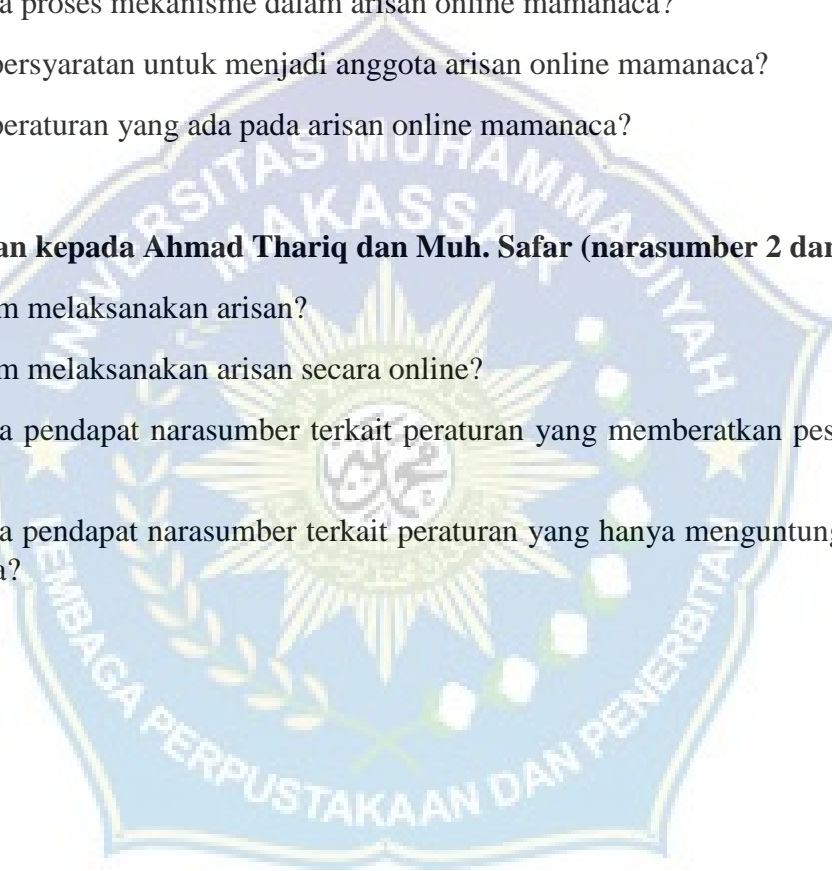 a proses mekanisme dalam arisan online mamanaca?
persyaratan untuk menjadi anggota arisan online mamanaca?
peraturan yang ada pada arisan online mamanaca?
an kepada Ahmad Thariq dan Muh. Safar (narasumber 2 dan
m melaksanakan arisan?
m melaksanakan arisan secara online?
a pendapat narasumber terkait peraturan yang memberatkan pes
a pendapat narasumber terkait peraturan yang hanya menguntung
a?
UNIVERSITAS MUHAMMADIYAH
MAKASSAR
LEMBAGA PERPUSTAKAAN DAN PENERBITAN